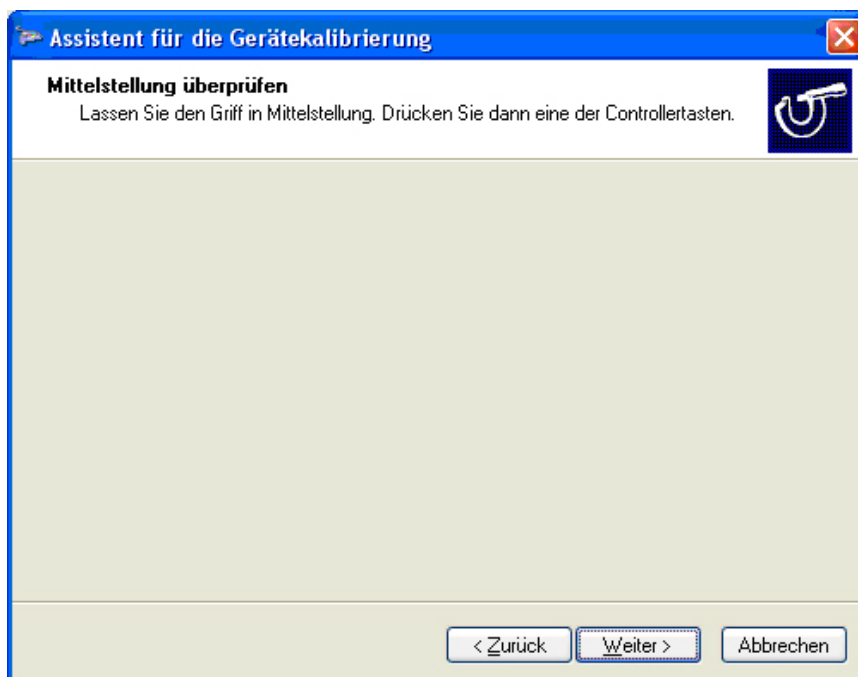 Assistent für die Gerätekalibrierung
Mittelstellung überprüfen
Lassen Sie den Griff in Mittelstellung. Drücken Sie dann eine der Controllertasten.
< Zurück Weiter > Abbrechen